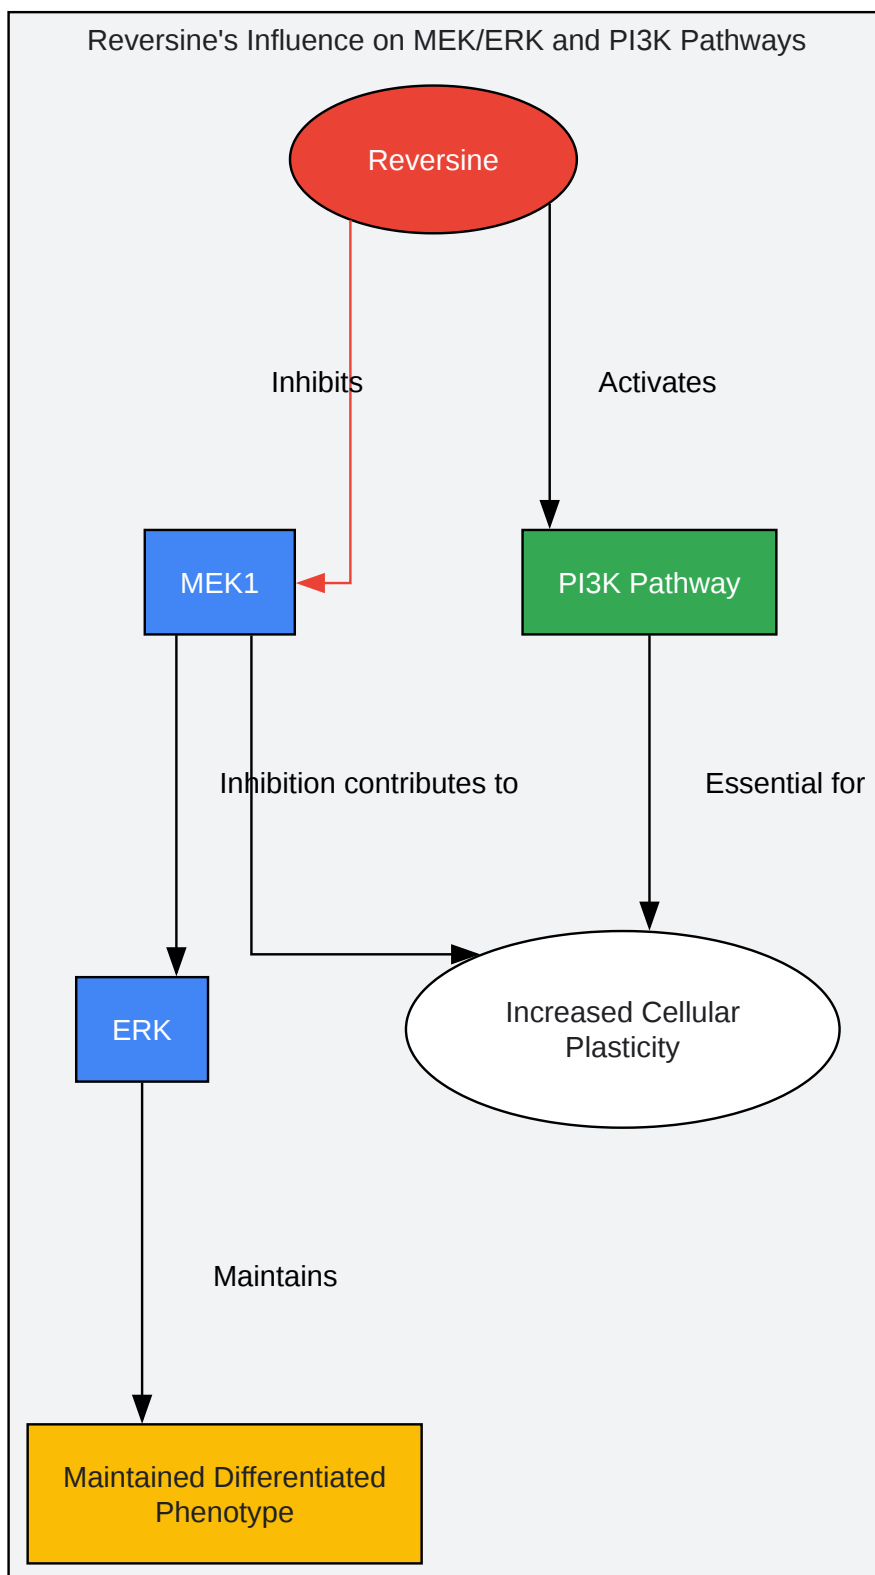 Reversine's Influence on MEK/ERK and PI3K Pathways
Reversine
Inhibits
Activates
MEK1
PI3K Pathway
Inhibition contributes to
Essential for
ERK
Increased Cellular
Plasticity
Maintains
Maintained Differentiated
Phenotype